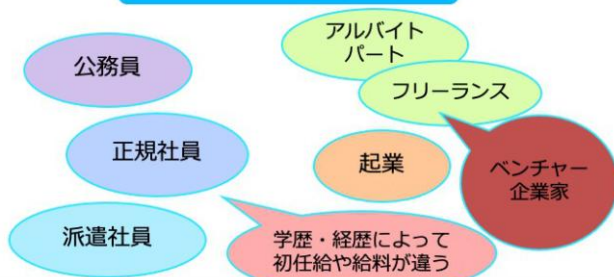 公務員
アルバイト
パート
フリーランス
正規社員
起業
ベンチャー
企業家
派遣社員
学歴・経歴によって
初任給や給料が違う